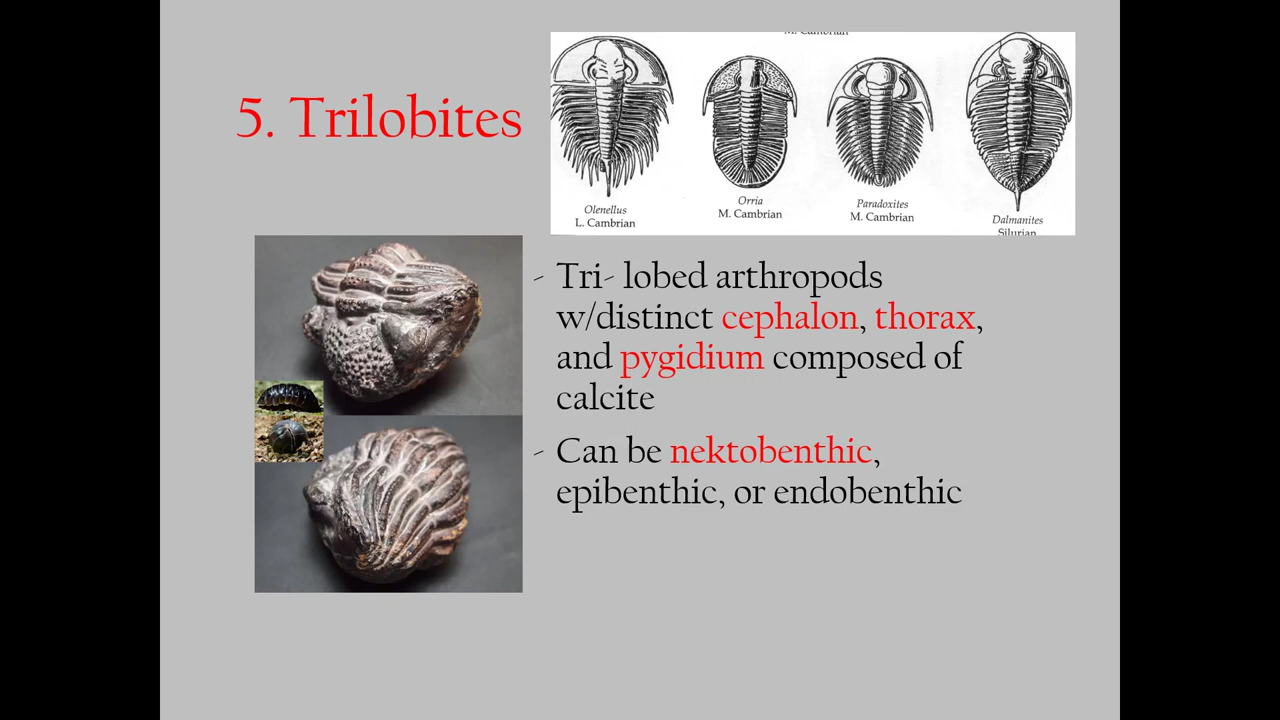 M. Cambrian
5. Trilobites
Olenellus
L. Cambrian
Orria
M. Cambrian
Paradoxites
M. Cambrian
Dalmanites
Silurian
- Tri- lobed arthropods
w/distinct cephalon, thorax,
and pygidium composed of
calcite
- Can be nektobenthic,
epibenthic, or endobenthic